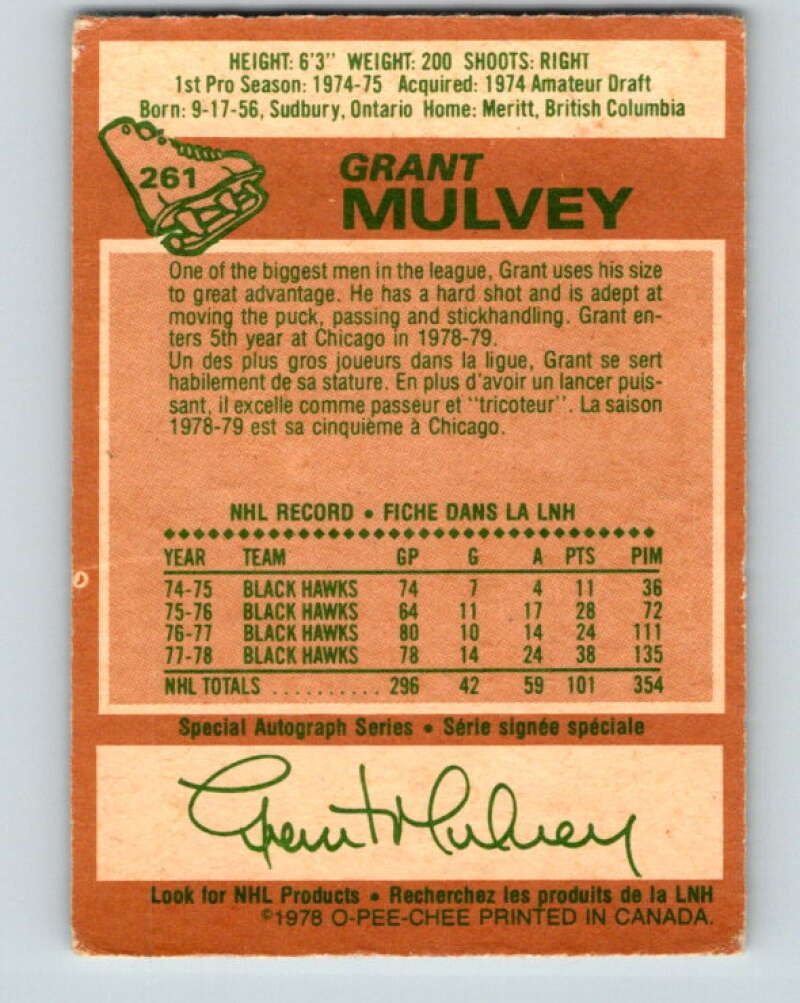 HEIGHT: 6'3" WEIGHT: 200 SHOOTS: RIGHT
1st Pro Season: 1974-75 Acquired: 1974 Amateur Draft
Born: 9-17-56, Sudbury, Ontario Home: Meritt, British Columbia
261
GRANT
MULVEY
One of the biggest men in the league, Grant uses his size
to great advantage. He has a hard shot and is adept at
moving the puck, passing and stickhandling. Grant en-
ters 5th year at Chicago in 1978-79.
Un des plus gros joueurs dans la ligue, Grant se sert
habilement de sa stature. En plus d'avoir un lancer puis-
sant, il excelle comme passeur et "tricoteur". La saison
1978-79 est sa cinquième à Chicago.
NHL RECORD • FICHE DANS LA LNH
YEAR TEAM GP G A PTS PIM
74-75 BLACK HAWKS 74 7 4 11 36
75-76 BLACK HAWKS 64 11 17 28 72
76-77 BLACK HAWKS 80 10 14 24 111
77-78 BLACK HAWKS 78 14 24 38 135
NHL TOTALS .......... 296 42 59 101 354
Special Autograph Series • Série signée spéciale
Grant Mulvey
Look for NHL Products • Recherchez les produits de la LNH
©1978 O-PEE-CHEE PRINTED IN CANADA.